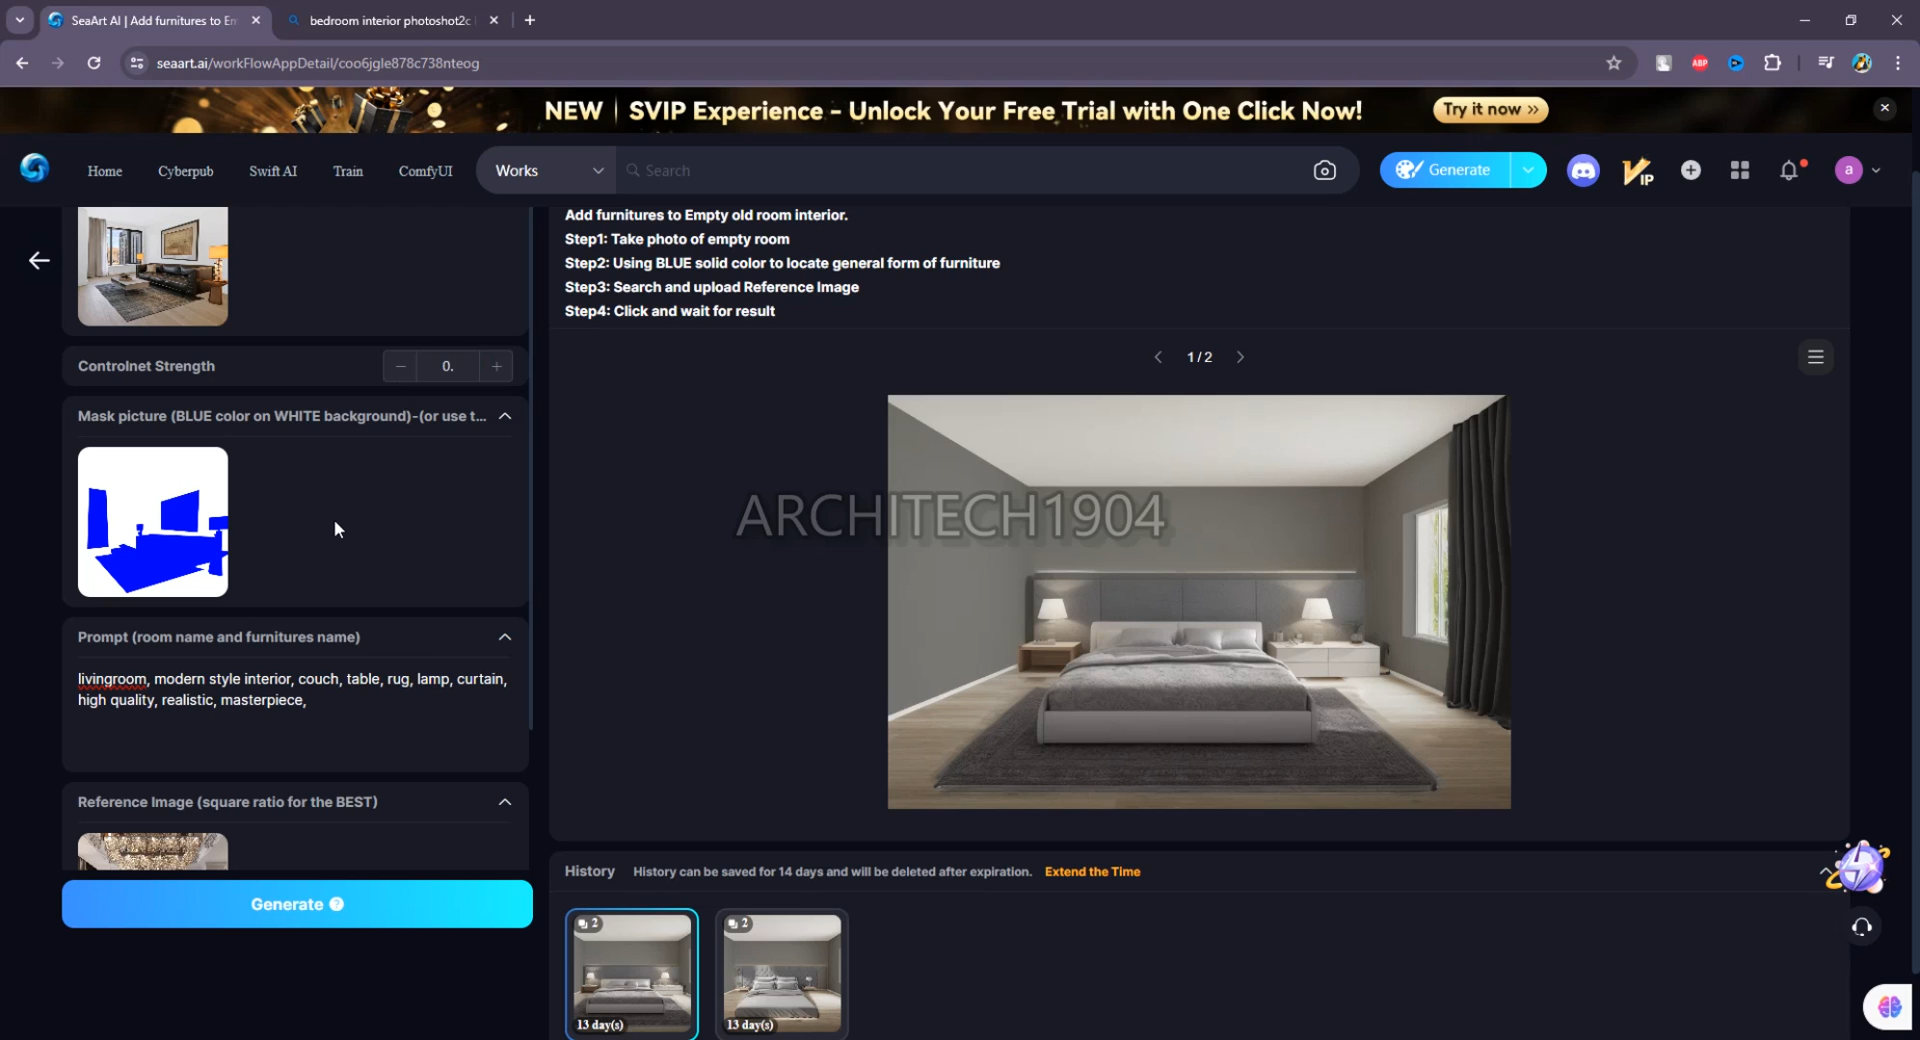 SeaArt AI | Add furnitures to Em
bedroom interior photoshot2c
seaart.ai/workFlowAppDetail/coo6jgle878c738nteog
ABP
NEW | SVIP Experience - Unlock Your Free Trial with One Click Now!
Try it now »
Home
Cyberpub
Swift AI
Train
ComfyUI
Works
Search
Generate
VIP
a
Add furnitures to Empty old room interior.
Step1: Take photo of empty room
Step2: Using BLUE solid color to locate general form of furniture
Step3: Search and upload Reference Image
Step4: Click and wait for result
Controlnet Strength
0.
1 / 2
Mask picture (BLUE color on WHITE background)-(or use t...
ARCHITECH1904
Prompt (room name and furnitures name)
livingroom, modern style interior, couch, table, rug, lamp, curtain,
high quality, realistic, masterpiece,
Reference Image (square ratio for the BEST)
Generate
History
History can be saved for 14 days and will be deleted after expiration.
Extend the Time
2
2
13 day(s)
13 day(s)